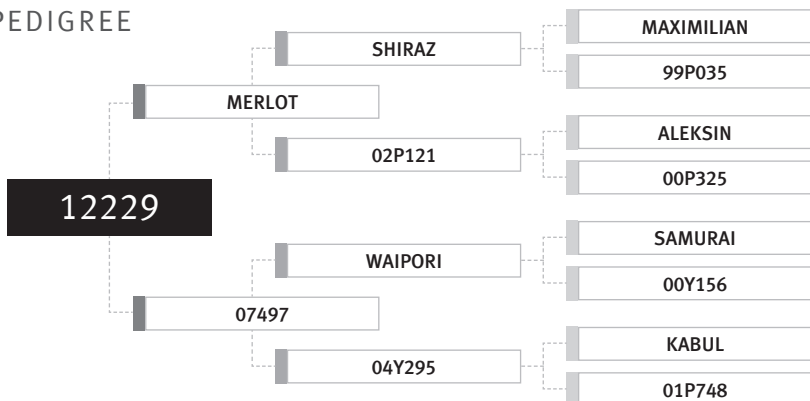 PEDIGREE
MAXIMILIAN
SHIRAZ
99P035
MERLOT
ALEKSIN
02P121
00P325
12229
SAMURAI
WAIPORI
00Y156
07497
KABUL
04Y295
01P748